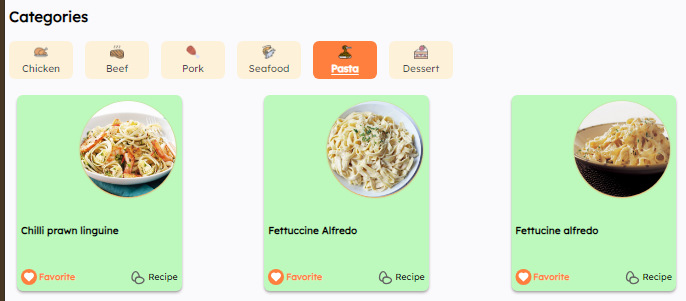 Categories
Chicken Beef Pork Seafood Pasta Dessert
Chilli prawn linguine Fettuccine Alfredo Fettucine alfredo
Favorite Recipe Favorite Recipe Favorite Recipe